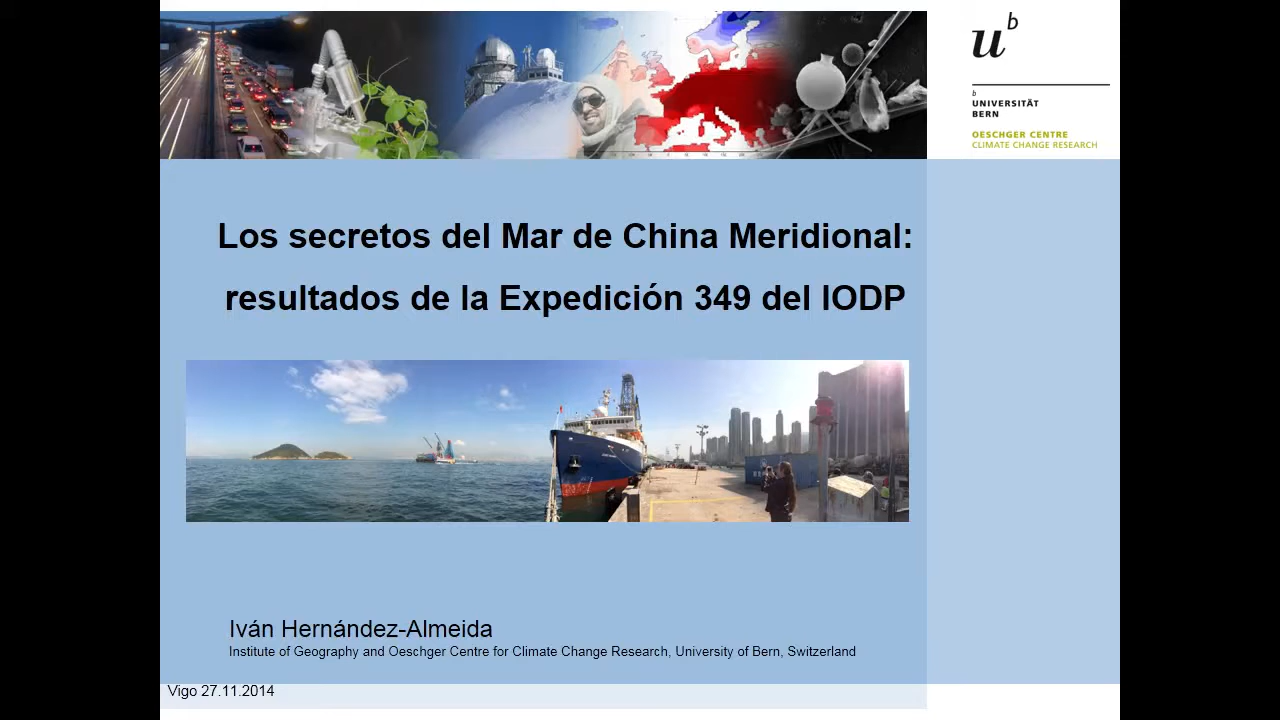 u^b
b
UNIVERSITÄT
BERN
OESCHGER CENTRE
CLIMATE CHANGE RESEARCH
Los secretos del Mar de China Meridional:
resultados de la Expedición 349 del IODP
Iván Hernández-Almeida
Institute of Geography and Oeschger Centre for Climate Change Research, University of Bern, Switzerland
Vigo 27.11.2014